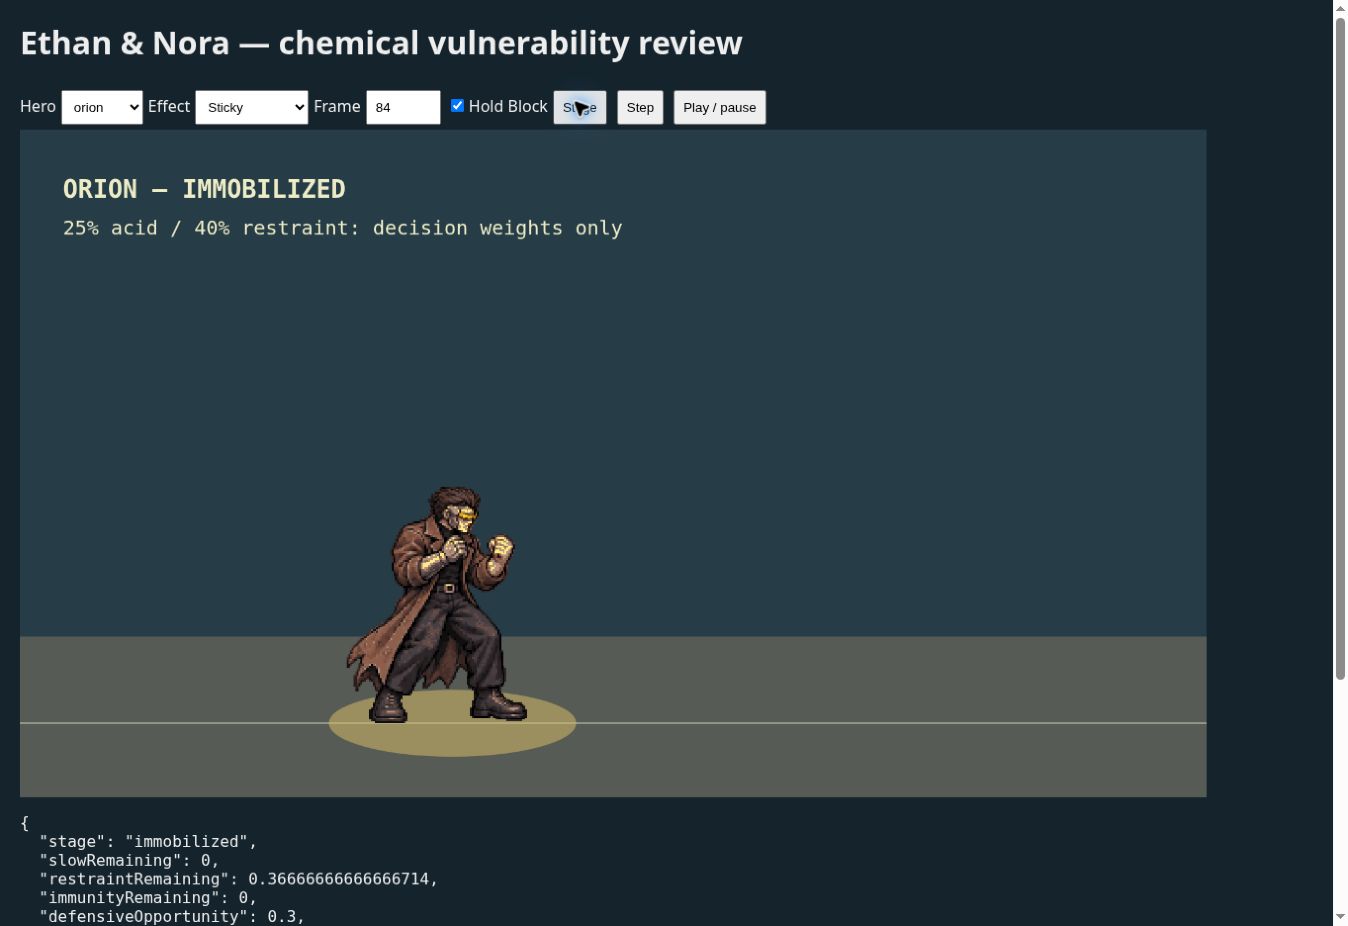 Ethan & Nora — chemical vulnerability review
Hero orion Effect Sticky Frame 84 Hold Block Stage Step Play / pause
ORION — IMMOBILIZED
25% acid / 40% restraint: decision weights only
{
"stage": "immobilized",
"slowRemaining": 0,
"restraintRemaining": 0.36666666666666714,
"immunityRemaining": 0,
"defensiveOpportunity": 0.3,